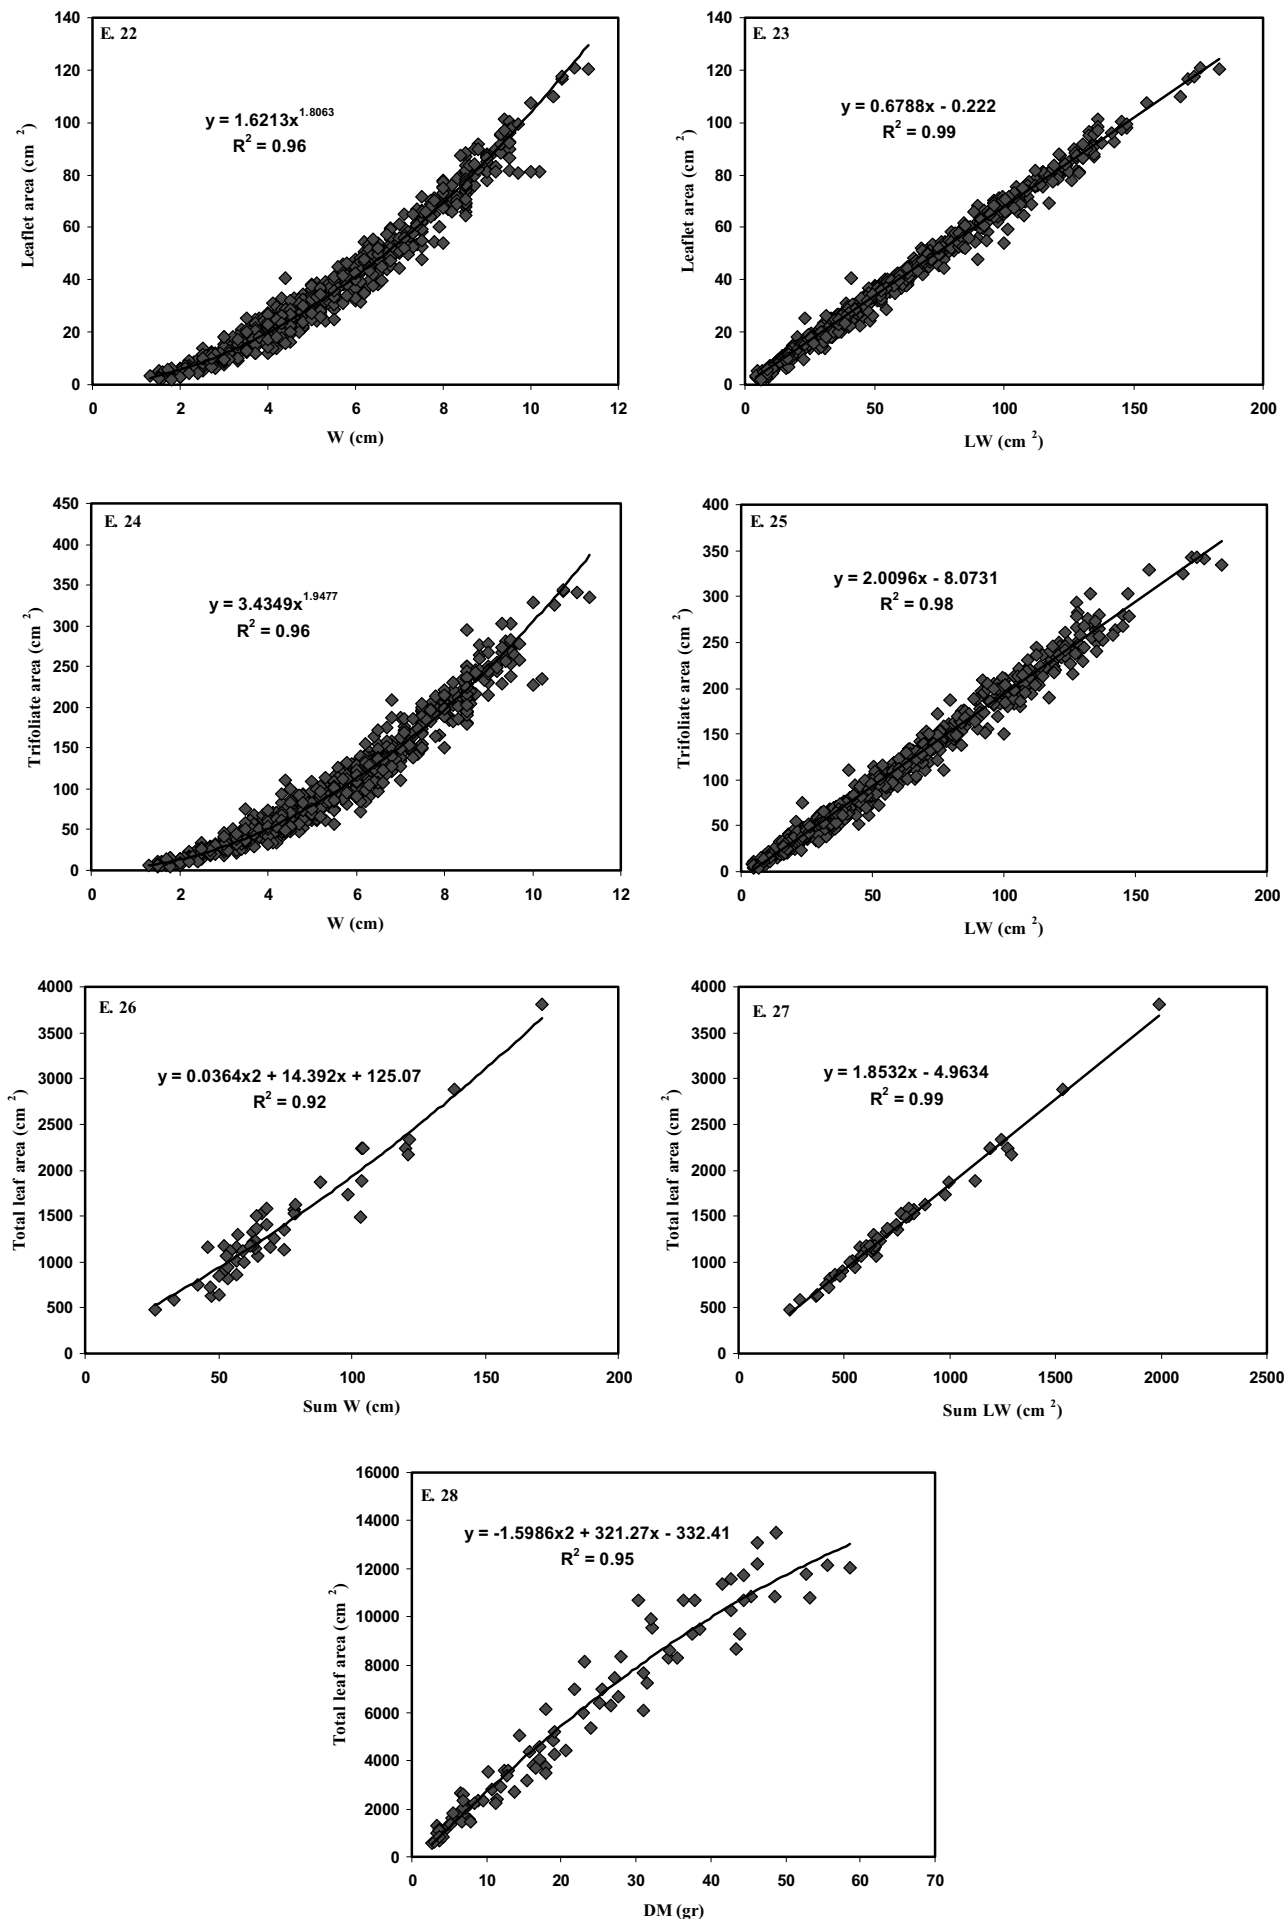 E. 22
y = 1.6213x^1.8063
R² = 0.96
Leaflet area (cm ²)
140
120
100
80
60
40
20
0
0 2 4 6 8 10 12
W (cm)
E. 23
y = 0.6788x - 0.222
R² = 0.99
Leaflet area (cm ²)
140
120
100
80
60
40
20
0
0 50 100 150 200
LW (cm ²)
E. 24
y = 3.4349x^1.9477
R² = 0.96
Trifoliate area (cm ²)
450
400
350
300
250
200
150
100
50
0
0 2 4 6 8 10 12
W (cm)
E. 25
y = 2.0096x - 8.0731
R² = 0.98
Trifoliate area (cm ²)
400
350
300
250
200
150
100
50
0
0 50 100 150 200
LW (cm ²)
E. 26
y = 0.0364x2 + 14.392x + 125.07
R² = 0.92
Total leaf area (cm ²)
4000
3500
3000
2500
2000
1500
1000
500
0
0 50 100 150 200
Sum W (cm)
E. 27
y = 1.8532x - 4.9634
R² = 0.99
Total leaf area (cm ²)
4000
3500
3000
2500
2000
1500
1000
500
0
0 500 1000 1500 2000 2500
Sum LW (cm ²)
E. 28
y = -1.5986x2 + 321.27x - 332.41
R² = 0.95
Total leaf area (cm ²)
16000
14000
12000
10000
8000
6000
4000
2000
0
0 10 20 30 40 50 60 70
DM (gr)